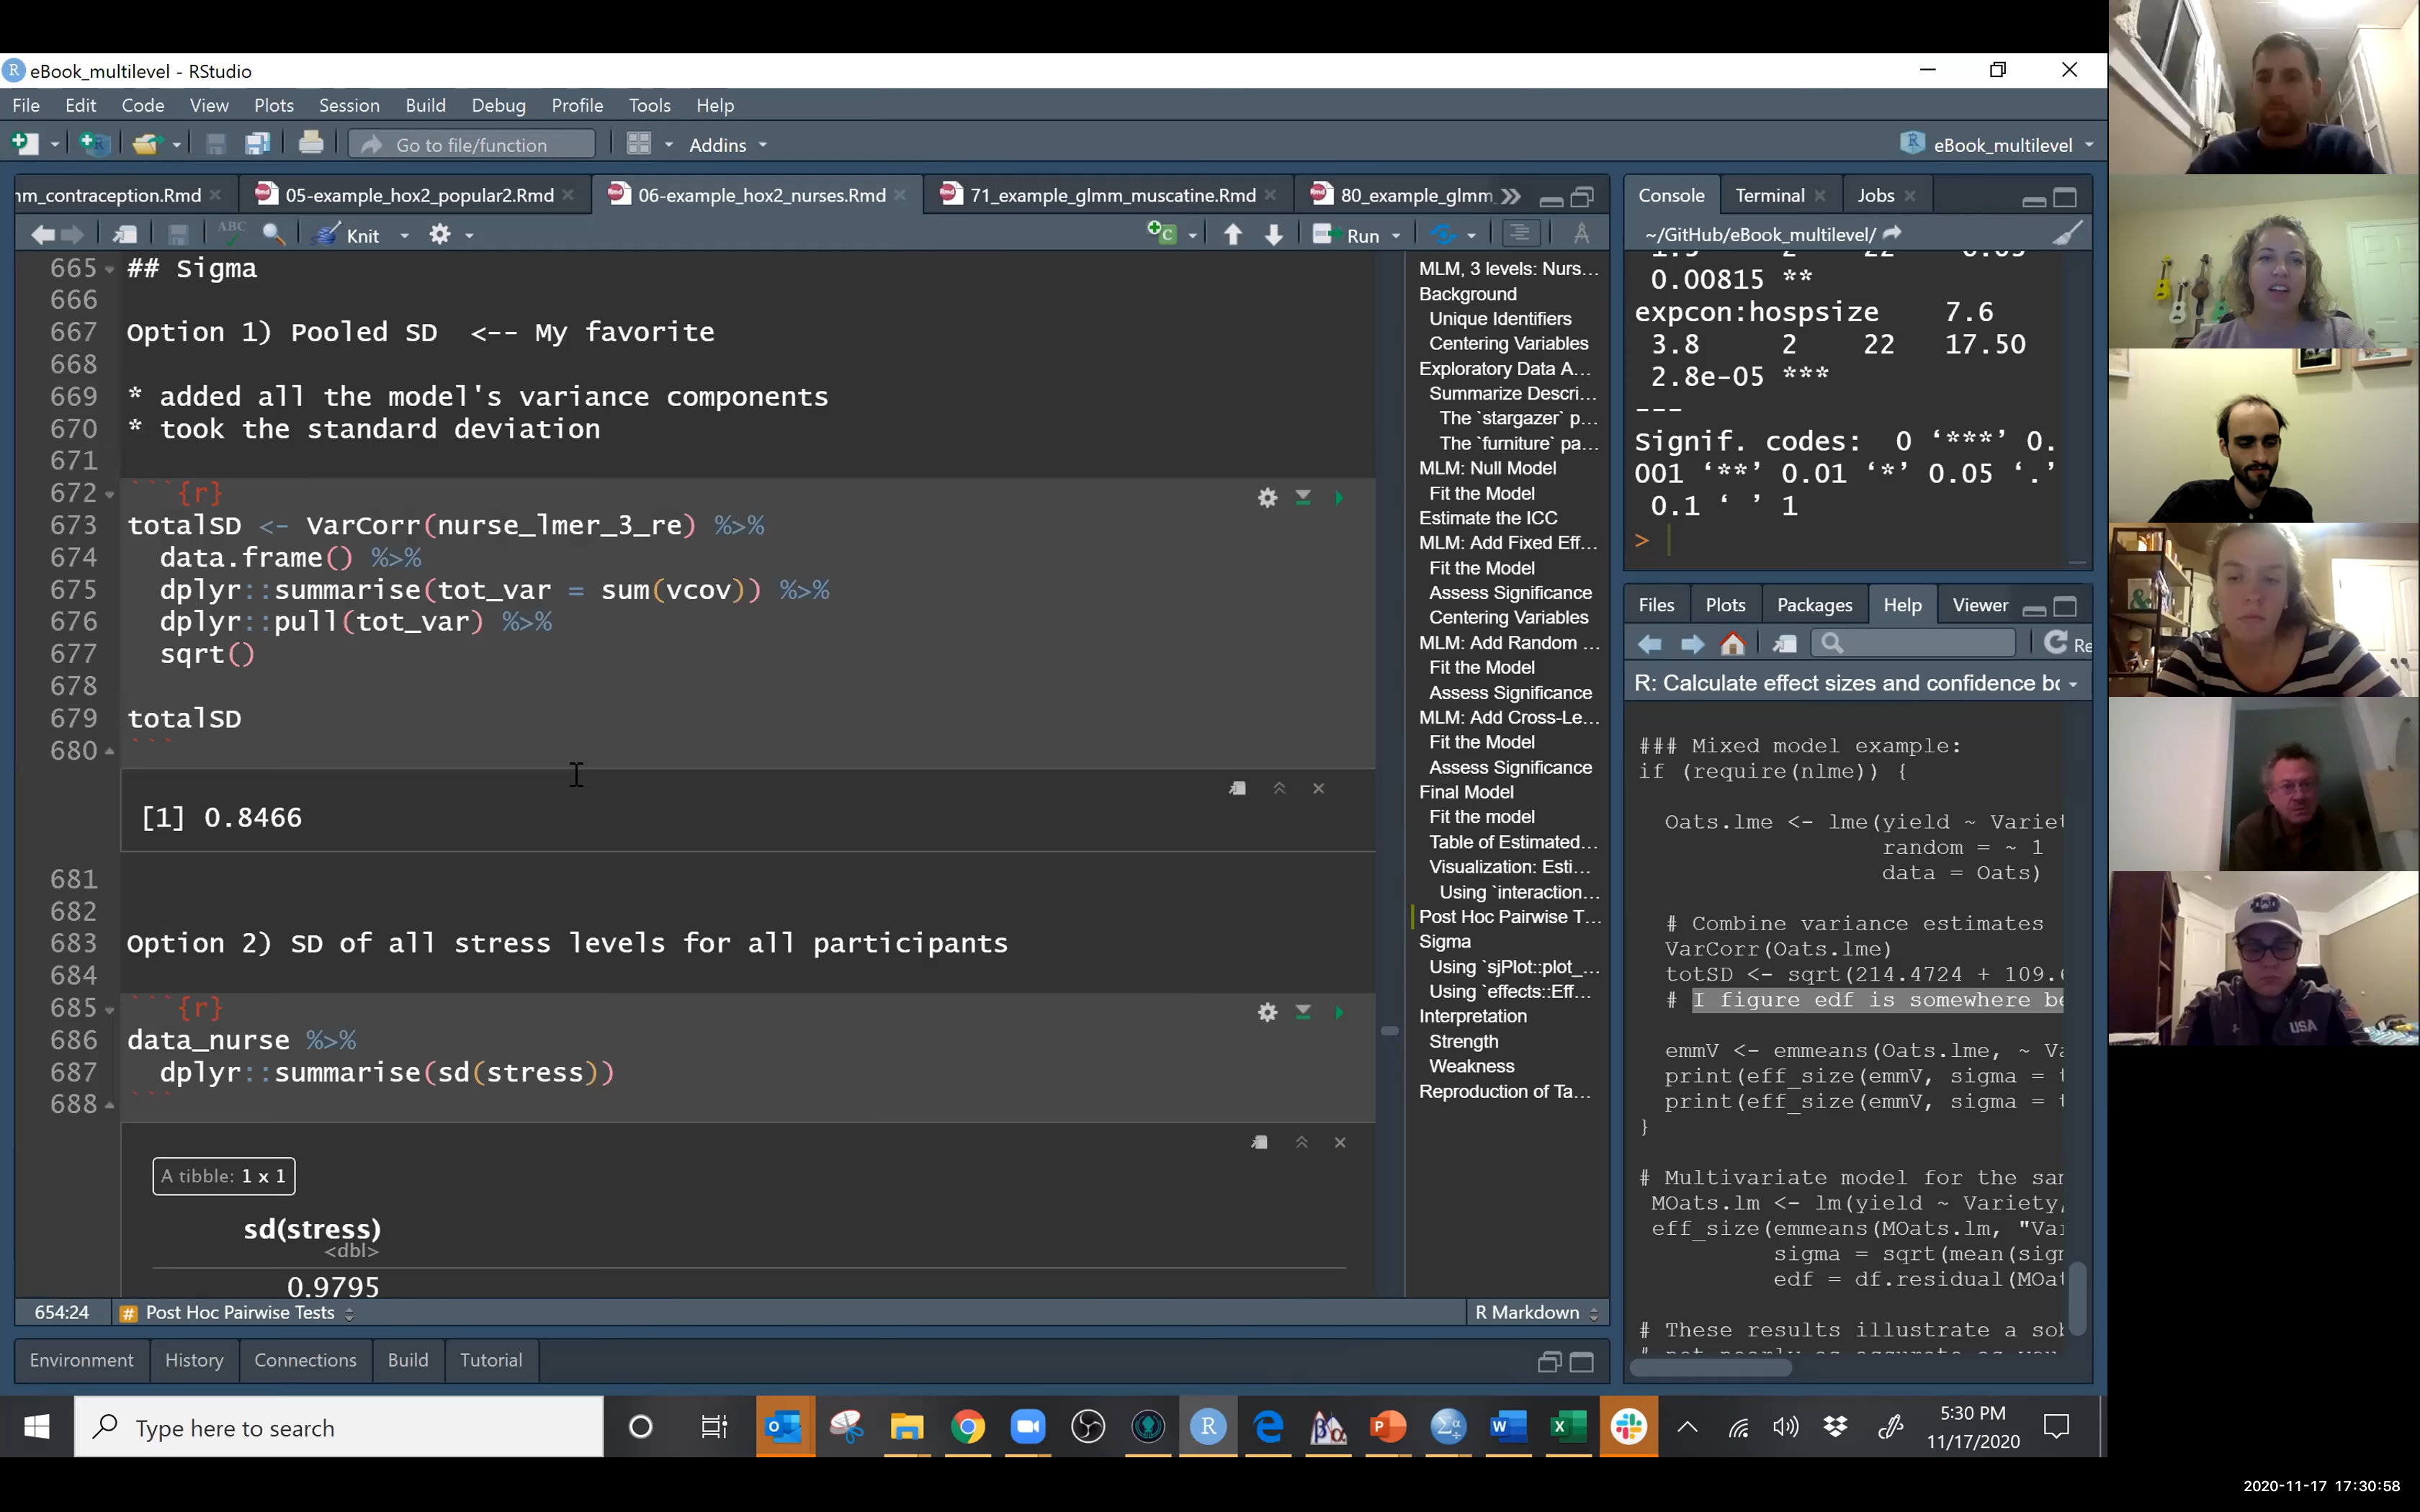 eBook_multilevel - RStudio
File Edit Code View Plots Session Build Debug Profile Tools Help
Go to file/function Addins eBook_multilevel
nm_contraception.Rmd 05-example_hox2_popular2.Rmd 06-example_hox2_nurses.Rmd 71_example_glmm_muscatine.Rmd 80_example_glmm
ABC Knit Run
665 ## Sigma
666
667 Option 1) Pooled SD <-- My favorite
668
669 * added all the model's variance components
670 * took the standard deviation
671
672 ```{r}
673 totalSD <- VarCorr(nurse_lmer_3_re) %>%
674 data.frame() %>%
675 dplyr::summarise(tot_var = sum(vcov)) %>%
676 dplyr::pull(tot_var) %>%
677 sqrt()
678
679 totalSD
680 ```
[1] 0.8466
681
682
683 Option 2) SD of all stress levels for all participants
684
685 ```{r}
686 data_nurse %>%
687 dplyr::summarise(sd(stress))
688 ```
A tibble: 1 x 1
sd(stress)
<dbl>
0.9795
654:24 # Post Hoc Pairwise Tests R Markdown
Environment History Connections Build Tutorial
MLM, 3 levels: Nurs...
Background
Unique Identifiers
Centering Variables
Exploratory Data A...
Summarize Descri...
The `stargazer` p...
The `furniture` pa...
MLM: Null Model
Fit the Model
Estimate the ICC
MLM: Add Fixed Eff...
Fit the Model
Assess Significance
Centering Variables
MLM: Add Random ...
Fit the Model
Assess Significance
MLM: Add Cross-Le...
Fit the Model
Assess Significance
Final Model
Fit the model
Table of Estimated...
Visualization: Esti...
Using `interaction...
Post Hoc Pairwise T...
Sigma
Using `sjPlot::plot_...
Using `effects::Eff...
Interpretation
Strength
Weakness
Reproduction of Ta...
Console Terminal Jobs
~/GitHub/eBook_multilevel/
0.00815 **
expcon:hospsize 7.6
3.8 2 22 17.50
2.8e-05 ***
---
Signif. codes: 0 ‘***’ 0.
001 ‘**’ 0.01 ‘*’ 0.05 ‘.’
0.1 ‘ ’ 1
>
Files Plots Packages Help Viewer
Re
R: Calculate effect sizes and confidence bo
### Mixed model example:
if (require(nlme)) {
Oats.lme <- lme(yield ~ Variet
random = ~ 1
data = Oats)
# Combine variance estimates
VarCorr(Oats.lme)
totSD <- sqrt(214.4724 + 109.6
# I figure edf is somewhere be
emmV <- emmeans(Oats.lme, ~ Va
print(eff_size(emmV, sigma = t
print(eff_size(emmV, sigma = t
}
# Multivariate model for the sam
MOats.lm <- lm(yield ~ Variety,
eff_size(emmeans(MOats.lm, "Var
sigma = sqrt(mean(sigm
edf = df.residual(MOat
# These results illustrate a sob
Type here to search
5:30 PM
11/17/2020
USA
2020-11-17 17:30:58